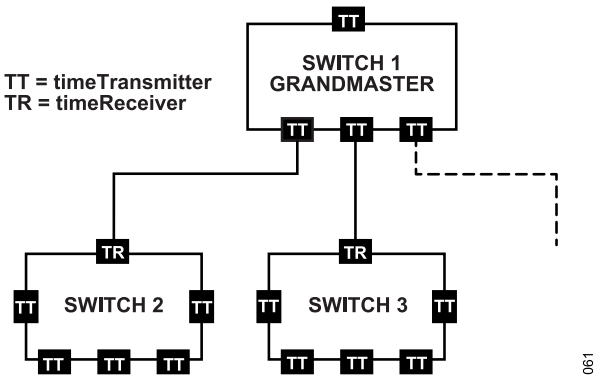 TT
SWITCH 1
GRANDMASTER
TT = timeTransmitter
TR = timeReceiver
TT TT TT
TR TR
TT SWITCH 2 TT TT SWITCH 3 TT
TT TT TT TT TT TT
061